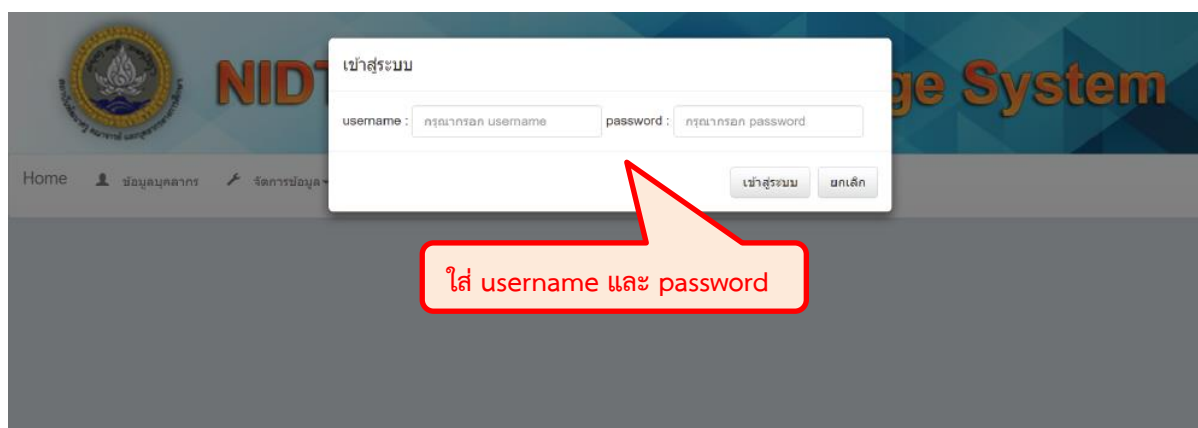 NIDT
ge System
เข้าสู่ระบบ
username : กรุณากรอก username password : กรุณากรอก password
Home ข้อมูลบุคลากร จัดการข้อมูล
เข้าสู่ระบบ ยกเลิก
ใส่ username และ password